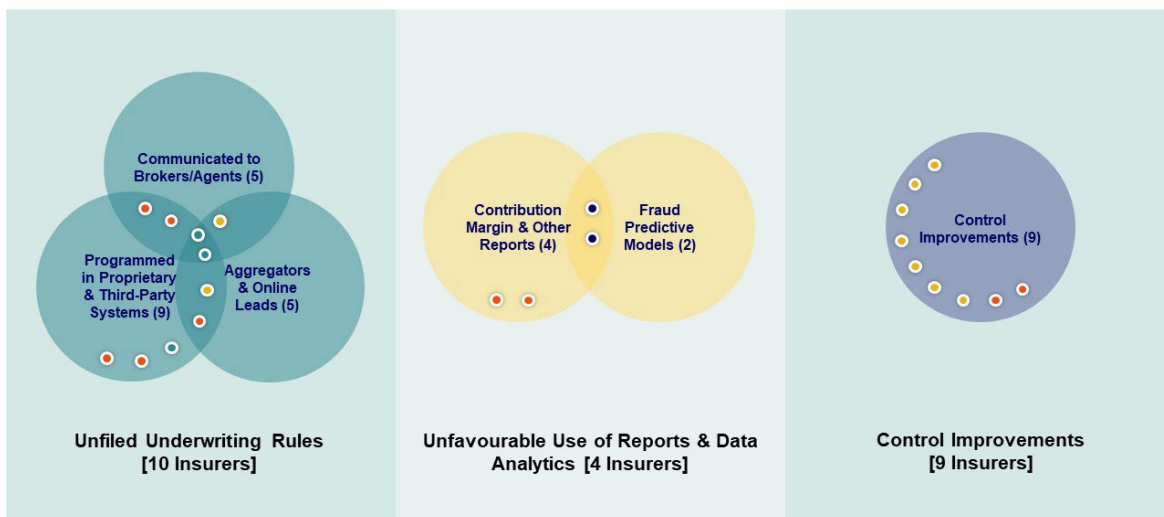 Communicated to
Brokers/Agents (5)
Programmed
in Proprietary
& Third-Party
Systems (9)
Aggregators
& Online
Leads (5)
Unfiled Underwriting Rules
[10 Insurers]
Contribution
Margin & Other
Reports (4)
Fraud
Predictive
Models (2)
Unfavourable Use of Reports & Data
Analytics [4 Insurers]
Control
Improvements (9)
Control Improvements
[9 Insurers]